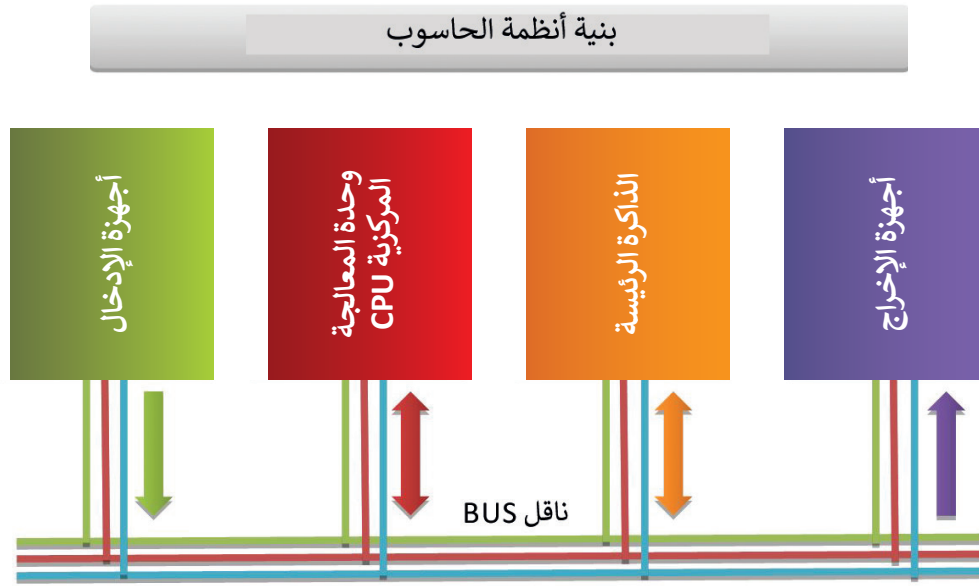 بنية أنظمة الحاسوب
أجهزة الإدخال
وحدة المعالجة
المركزية CPU
الذاكرة الرئيسة
أجهزة الإخراج
ناقل BUS